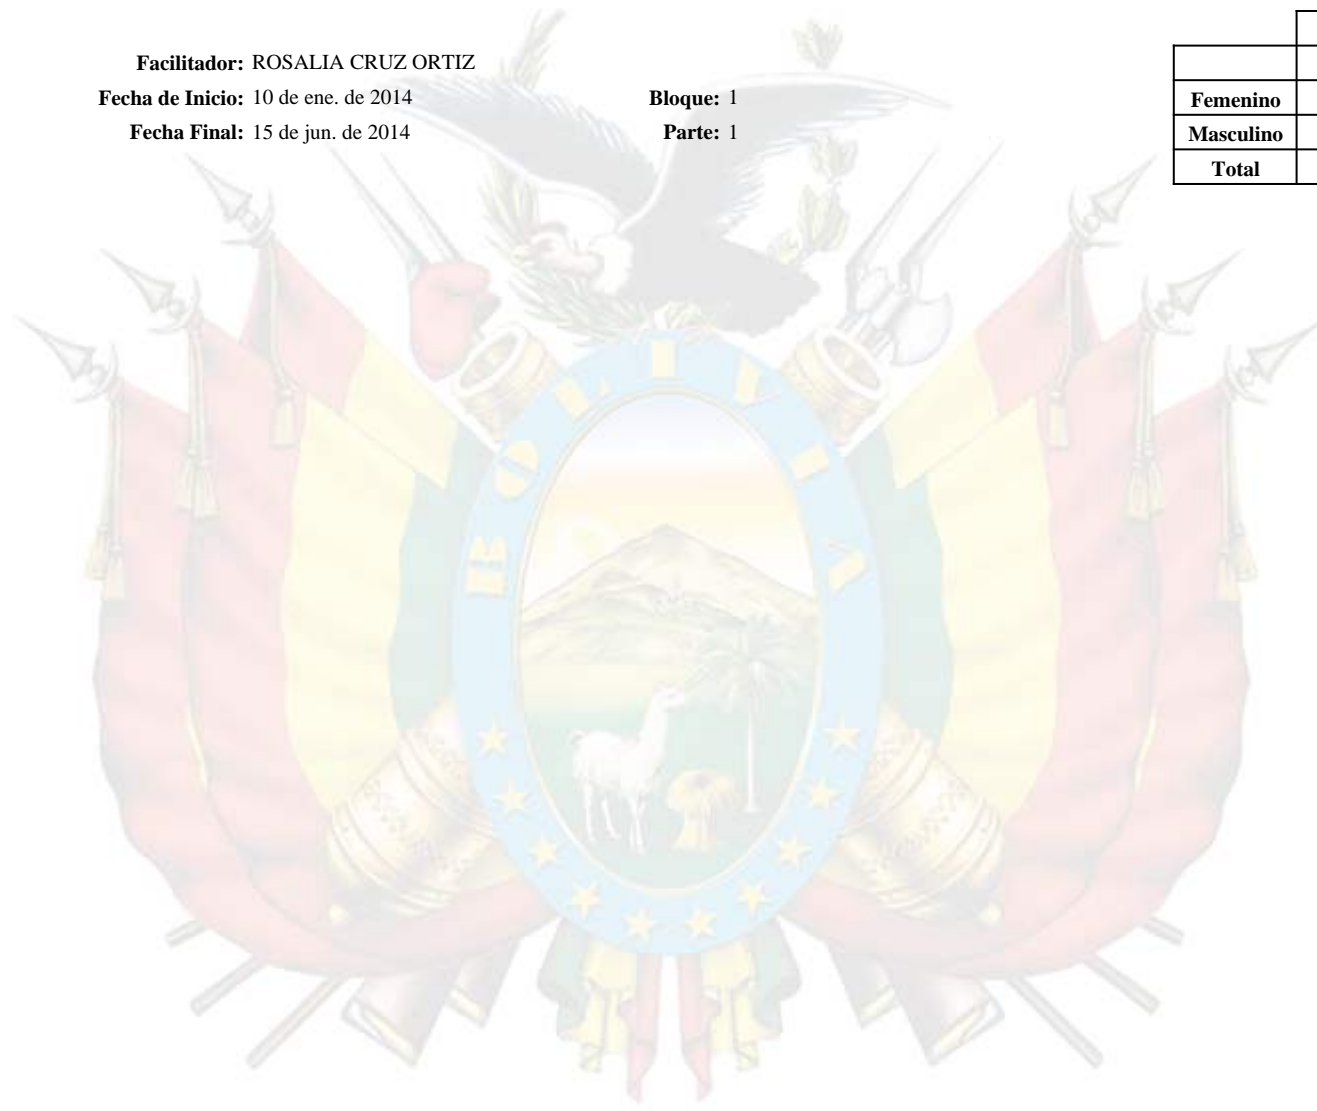 Facilitador: ROSALIA CRUZ ORTIZ
Fecha de Inicio: 10 de ene. de 2014 Bloque: 1
Fecha Final: 15 de jun. de 2014 Parte: 1
Femenino
Masculino
Total
BOLIVIA